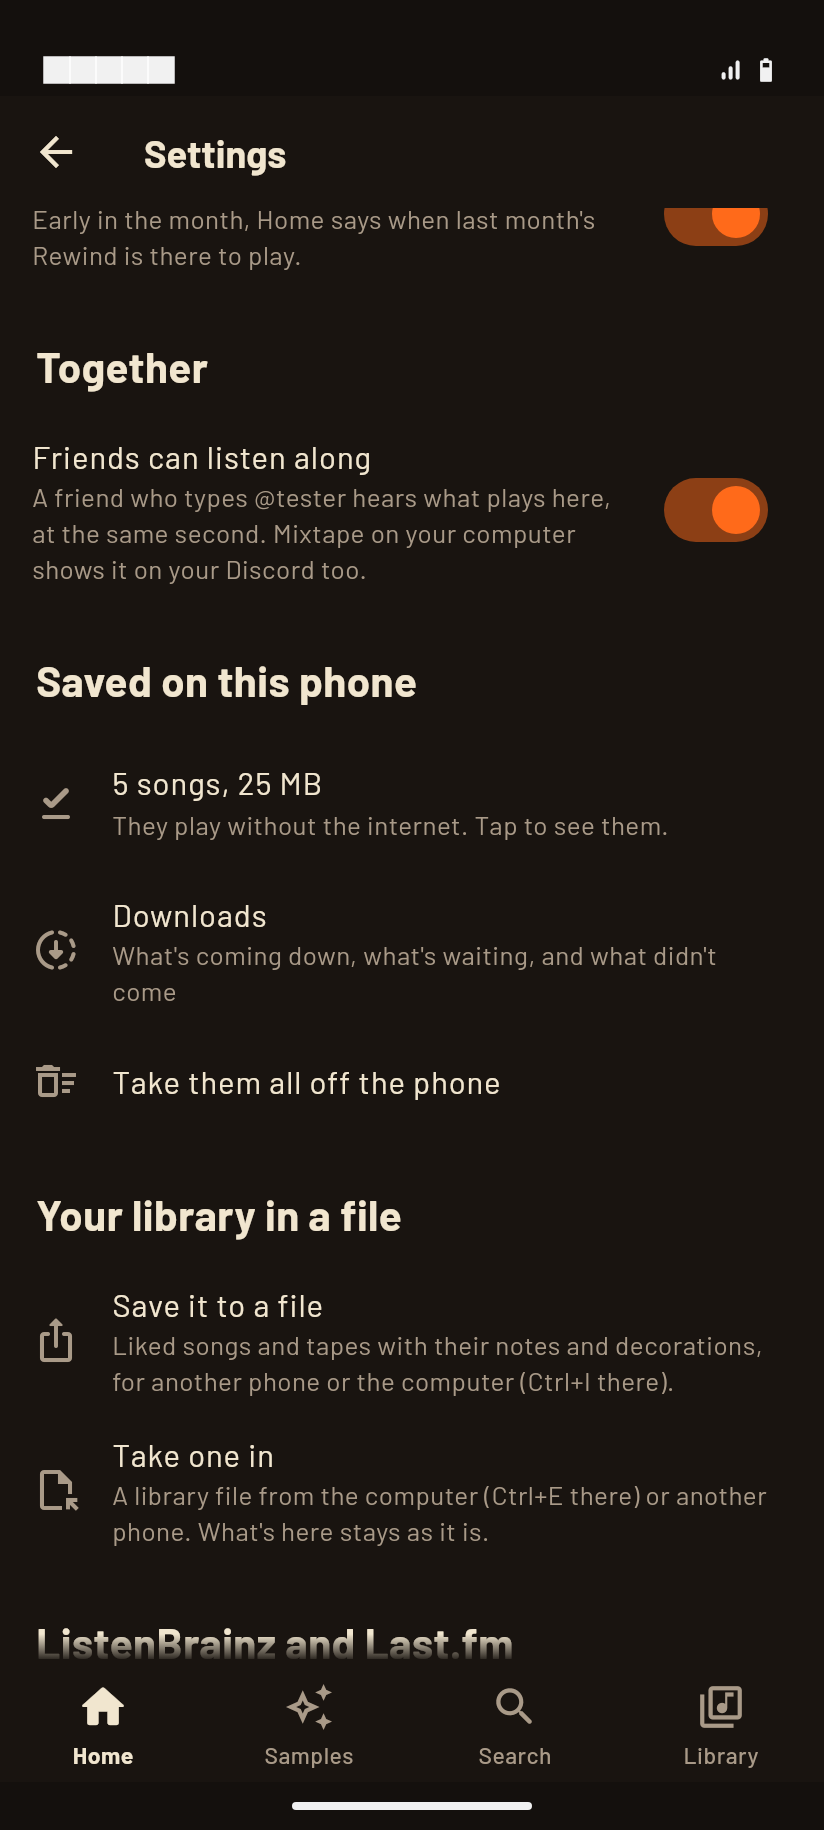 Settings
Early in the month, Home says when last month's
Rewind is there to play.
Together
Friends can listen along
A friend who types @tester hears what plays here,
at the same second. Mixtape on your computer
shows it on your Discord too.
Saved on this phone
5 songs, 25 MB
They play without the internet. Tap to see them.
Downloads
What's coming down, what's waiting, and what didn't
come
Take them all off the phone
Your library in a file
Save it to a file
Liked songs and tapes with their notes and decorations,
for another phone or the computer (Ctrl+I there).
Take one in
A library file from the computer (Ctrl+E there) or another
phone. What's here stays as it is.
ListenBrainz and Last.fm
Home
Samples
Search
Library